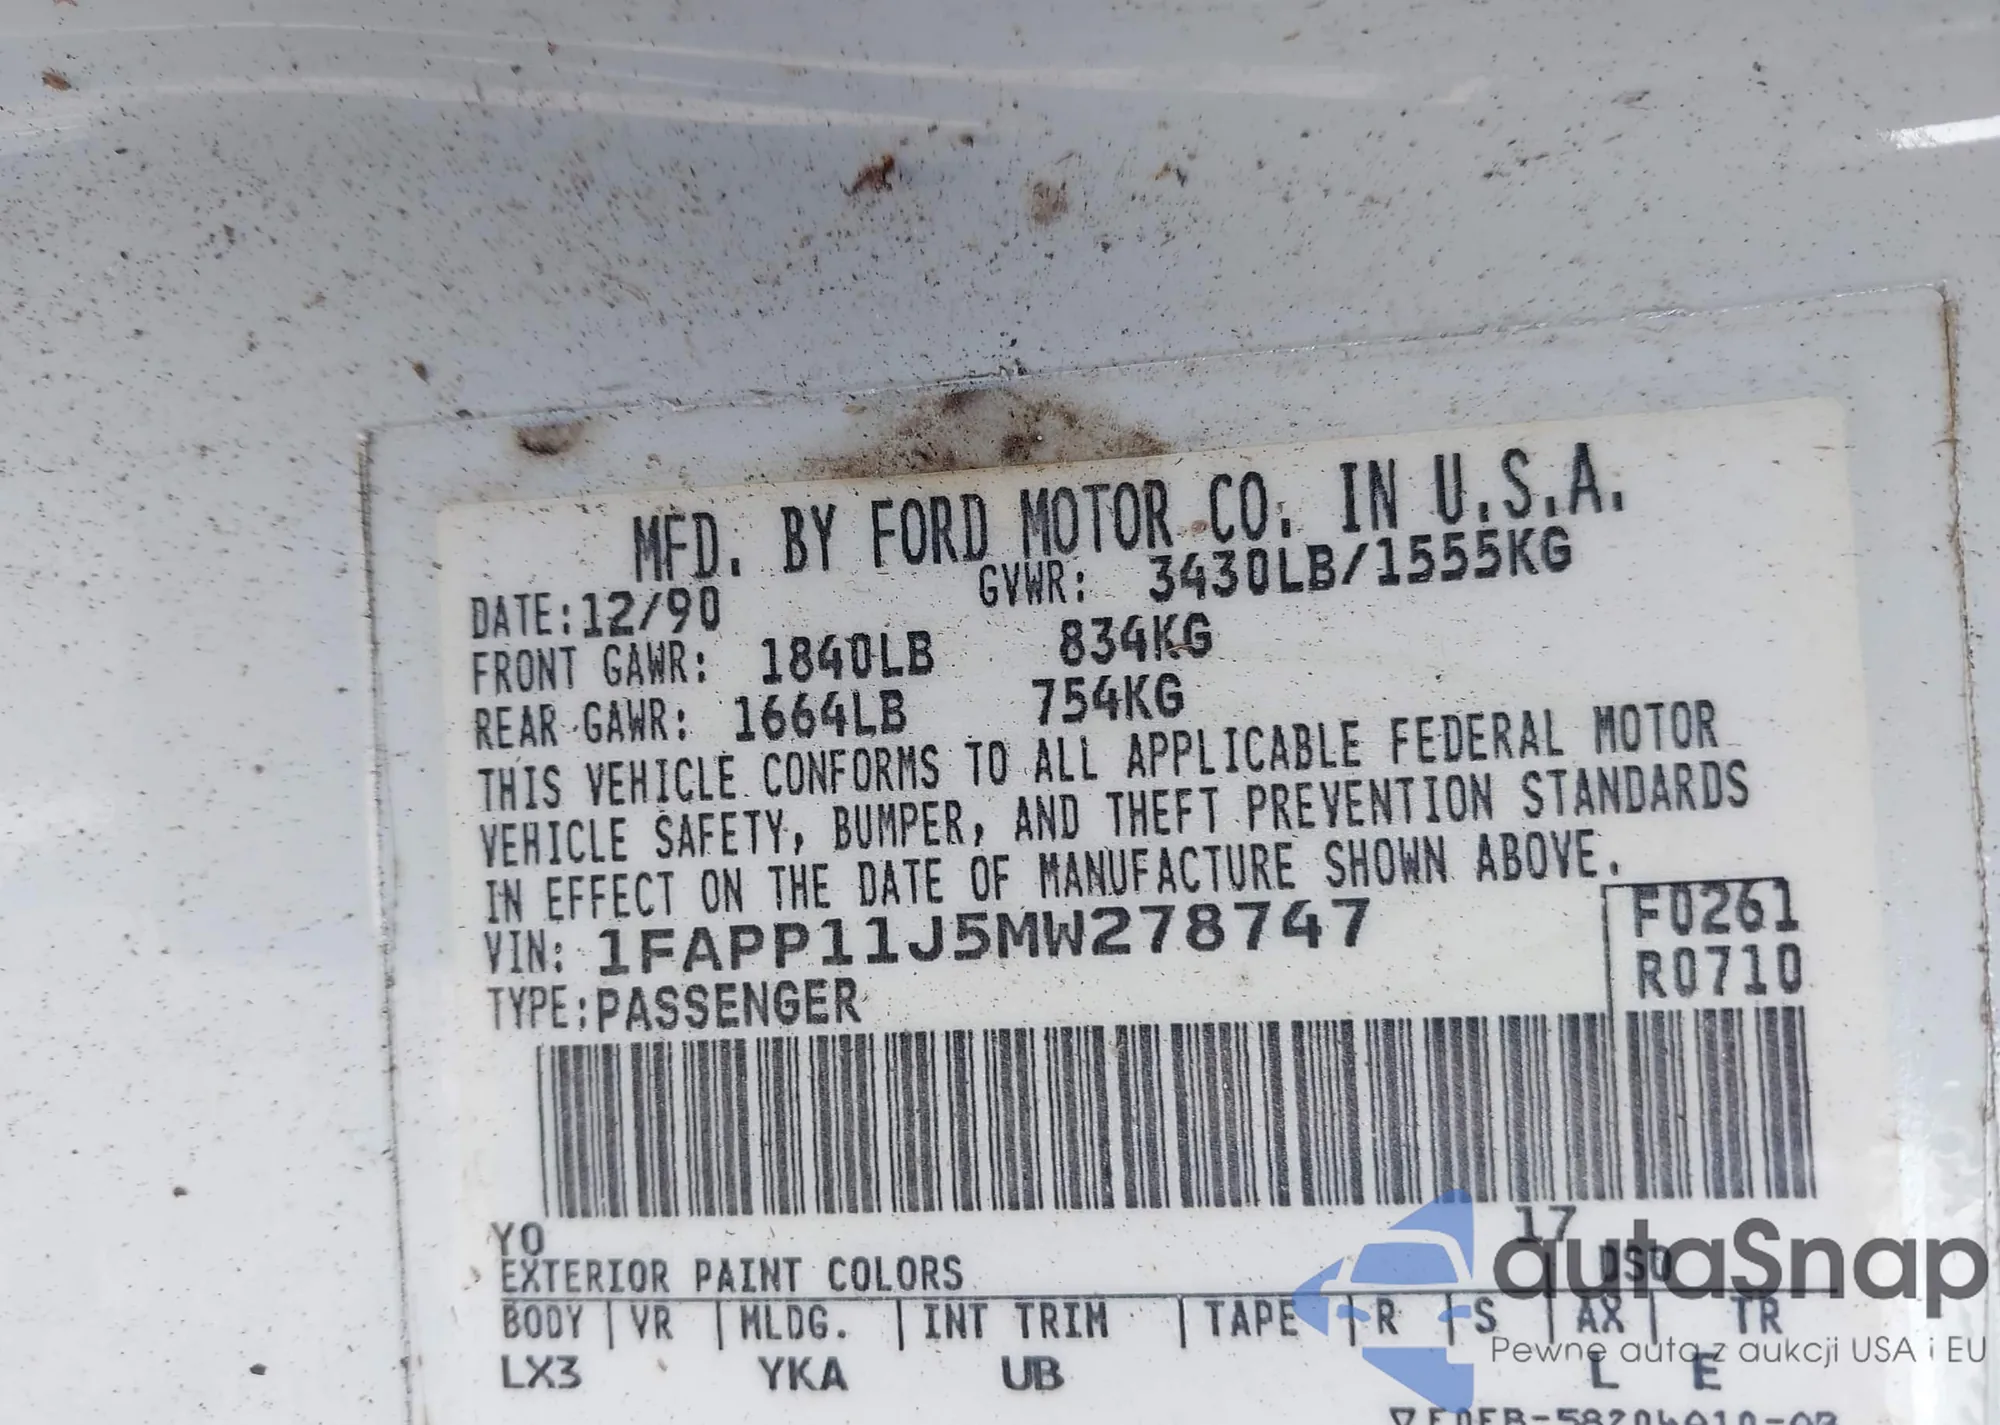 MFD. BY FORD MOTOR CO. IN U.S.A.
DATE:12/90 GVWR: 3430LB/1555KG
FRONT GAWR: 1840LB 834KG
REAR GAWR: 1664LB 754KG
THIS VEHICLE CONFORMS TO ALL APPLICABLE FEDERAL MOTOR
VEHICLE SAFETY, BUMPER, AND THEFT PREVENTION STANDARDS
IN EFFECT ON THE DATE OF MANUFACTURE SHOWN ABOVE.
VIN: 1FAPP11J5MW278747 F0261
TYPE:PASSENGER R0710
YO 17
EXTERIOR PAINT COLORS DSO
BODY | VR | MLDG. | INT TRIM | TAPE | R | S | AX | TR
LX3 YKA UB L E
autaSnap
Pewne auta z aukcji USA i EU